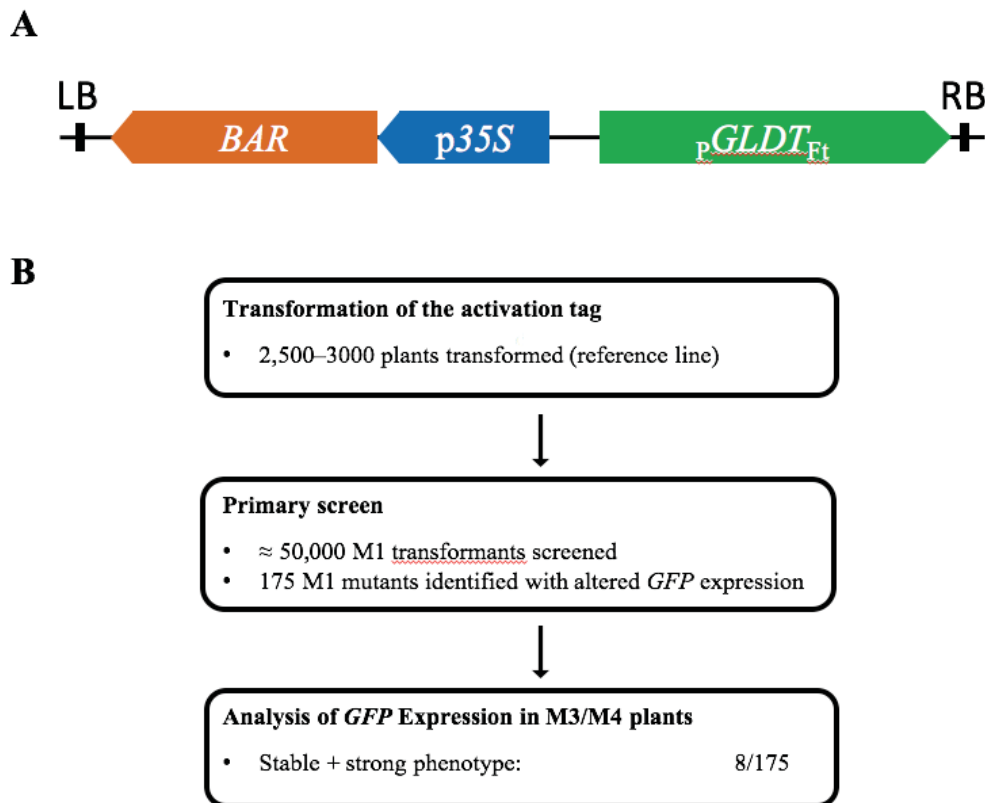 A
LB
RB
BAR
p35S
PGLDTFt
B
Transformation of the activation tag
• 2,500–3000 plants transformed (reference line)
Primary screen
• ≈ 50,000 M1 transformants screened
• 175 M1 mutants identified with altered GFP expression
Analysis of GFP Expression in M3/M4 plants
• Stable + strong phenotype: 8/175